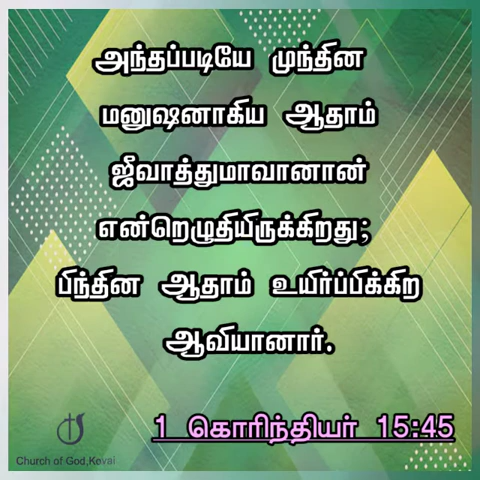 அந்தப்படியே முந்தின
மனுஷனாகிய ஆதாம்
ஜீவாத்துமாவானான்
என்றெழுதியிருக்கிறது;
பிந்தின ஆதாம் உயிர்ப்பிக்கிற
ஆவியானார்.
1 கொரிந்தியர் 15:45
Church of God,Kovai